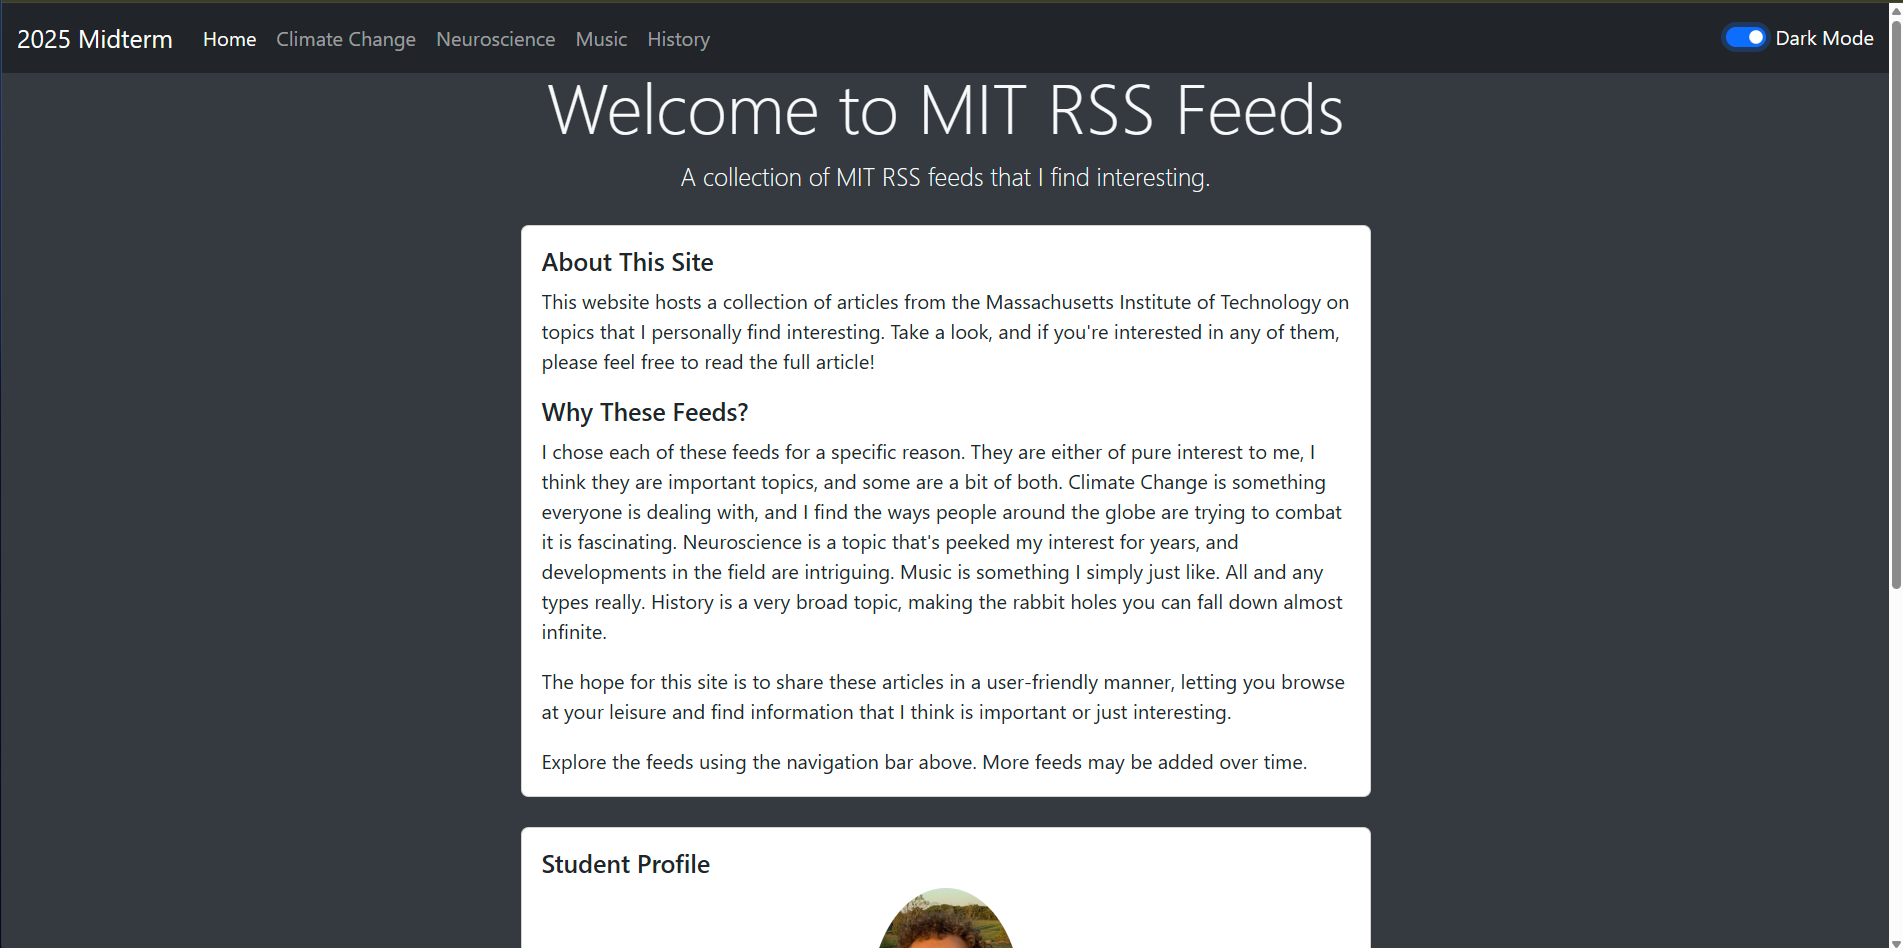 2025 Midterm Home Climate Change Neuroscience Music History Dark Mode
Welcome to MIT RSS Feeds
A collection of MIT RSS feeds that I find interesting.
About This Site
This website hosts a collection of articles from the Massachusetts Institute of Technology on
topics that I personally find interesting. Take a look, and if you're interested in any of them,
please feel free to read the full article!
Why These Feeds?
I chose each of these feeds for a specific reason. They are either of pure interest to me, I
think they are important topics, and some are a bit of both. Climate Change is something
everyone is dealing with, and I find the ways people around the globe are trying to combat
it is fascinating. Neuroscience is a topic that's peeked my interest for years, and
developments in the field are intriguing. Music is something I simply just like. All and any
types really. History is a very broad topic, making the rabbit holes you can fall down almost
infinite.
The hope for this site is to share these articles in a user-friendly manner, letting you browse
at your leisure and find information that I think is important or just interesting.
Explore the feeds using the navigation bar above. More feeds may be added over time.
Student Profile